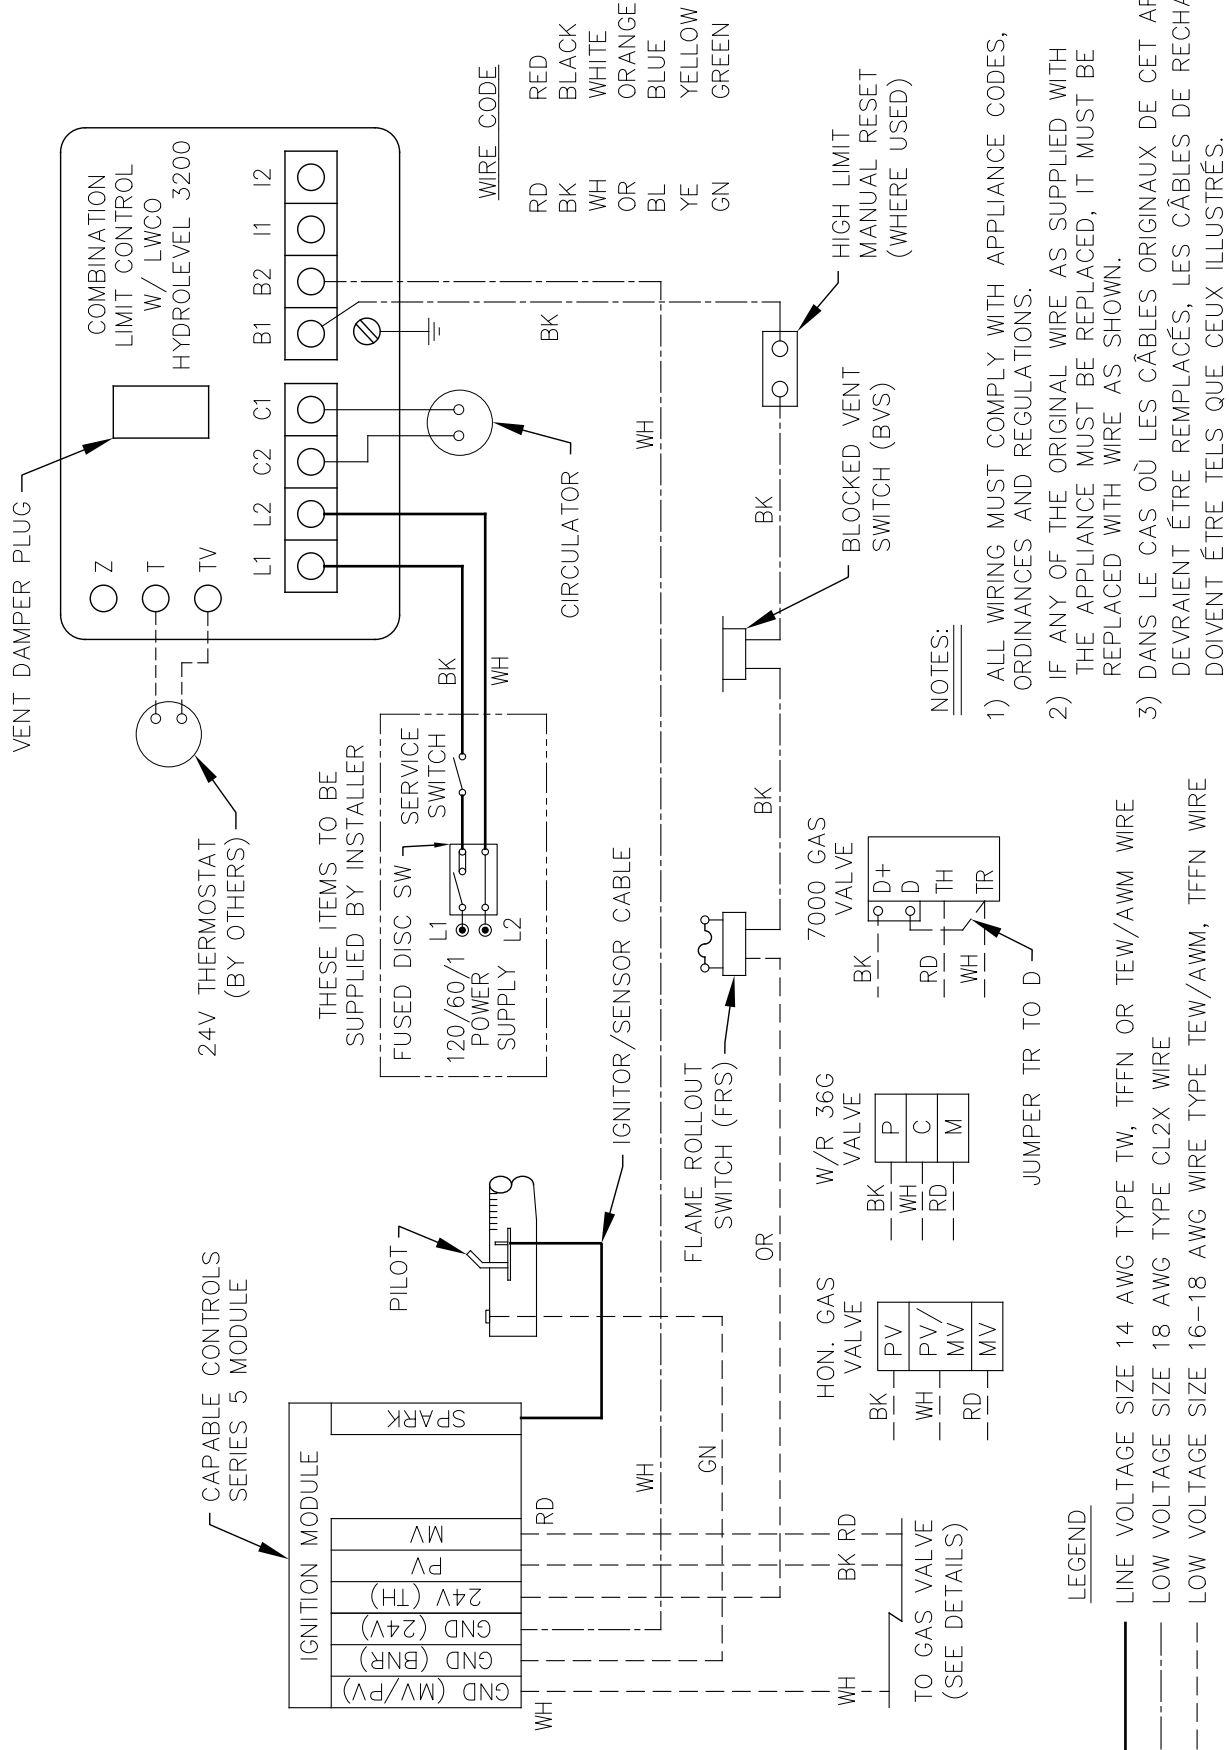 VENT DAMPER PLUG
COMBINATION
LIMIT CONTROL
W/ LWCO
HYDROLEVEL 3200
Z
T
TV
L1
L2
C2
C1
B1
B2
I1
I2
24V THERMOSTAT
(BY OTHERS)
CAPABLE CONTROLS
SERIES 5 MODULE
THESE ITEMS TO BE
SUPPLIED BY INSTALLER
FUSED DISC SW
SERVICE
SWITCH
L1
120/60/1
POWER
SUPPLY
L2
BK
WH
CIRCULATOR
BK
WIRE CODE
RD RED
BK BLACK
WH WHITE
OR ORANGE
BL BLUE
YE YELLOW
GN GREEN
IGNITION MODULE
GND (MV/PV)
GND (BNR)
GND (24V)
24V (TH)
PV
MV
SPARK
PILOT
IGNITOR/SENSOR CABLE
WH
RD
WH
WH
GN
FLAME ROLLOUT
SWITCH (FRS)
OR
BK
BK
BLOCKED VENT
SWITCH (BVS)
HIGH LIMIT
MANUAL RESET
(WHERE USED)
WH
BK
RD
TO GAS VALVE
(SEE DETAILS)
HON. GAS
VALVE
BK
PV
WH
PV/
MV
RD
MV
W/R 36G
VALVE
BK
P
WH
C
RD
M
7000 GAS
VALVE
BK
D+
D
RD
TH
WH
TR
JUMPER TR TO D
NOTES:
1) ALL WIRING MUST COMPLY WITH APPLIANCE CODES,
ORDINANCES AND REGULATIONS.
2) IF ANY OF THE ORIGINAL WIRE AS SUPPLIED WITH
THE APPLIANCE MUST BE REPLACED, IT MUST BE
REPLACED WITH WIRE AS SHOWN.
3) DANS LE CAS OÙ LES CÂBLES ORIGINAUX DE CET
DEVRAIENT ÉTRE REMPLACÉS, LES CÂBLES DE
DOIVENT ÉTRE TELS QUE CEUX ILLUSTRÉS.
LEGEND
LINE VOLTAGE SIZE 14 AWG TYPE TW, TFFN OR TEW/AWM WIRE
LOW VOLTAGE SIZE 18 AWG TYPE CL2X WIRE
LOW VOLTAGE SIZE 16-18 AWG WIRE TYPE TEW/AWM, TFFN WIRE